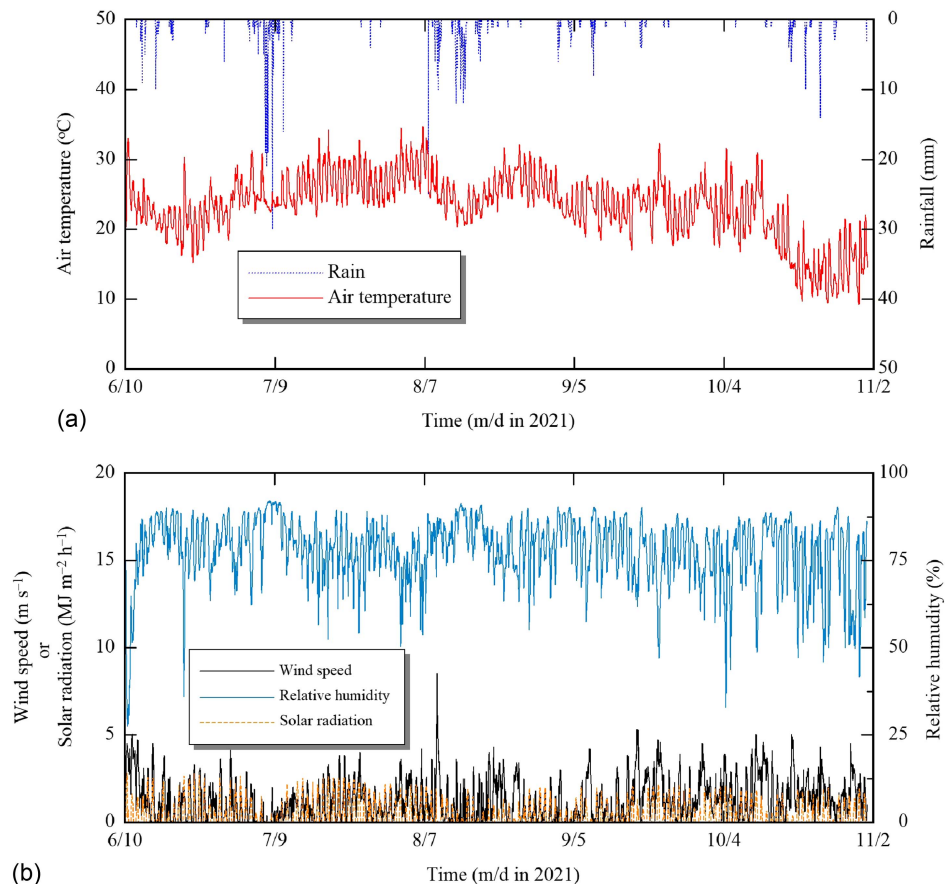 50
40
30
20
10
0
Air temperature (°C)
0
10
20
30
40
50
Rainfall (mm)
Rain
Air temperature
6/10 7/9 8/7 9/5 10/4 11/2
Time (m/d in 2021)
(a)
20
15
10
5
0
Wind speed (m s⁻¹)
or
Solar radiation (MJ m⁻² h⁻¹)
100
75
50
25
0
Relative humudity (%)
Wind speed
Relative humidity
Solar radiation
6/10 7/9 8/7 9/5 10/4 11/2
Time (m/d in 2021)
(b)